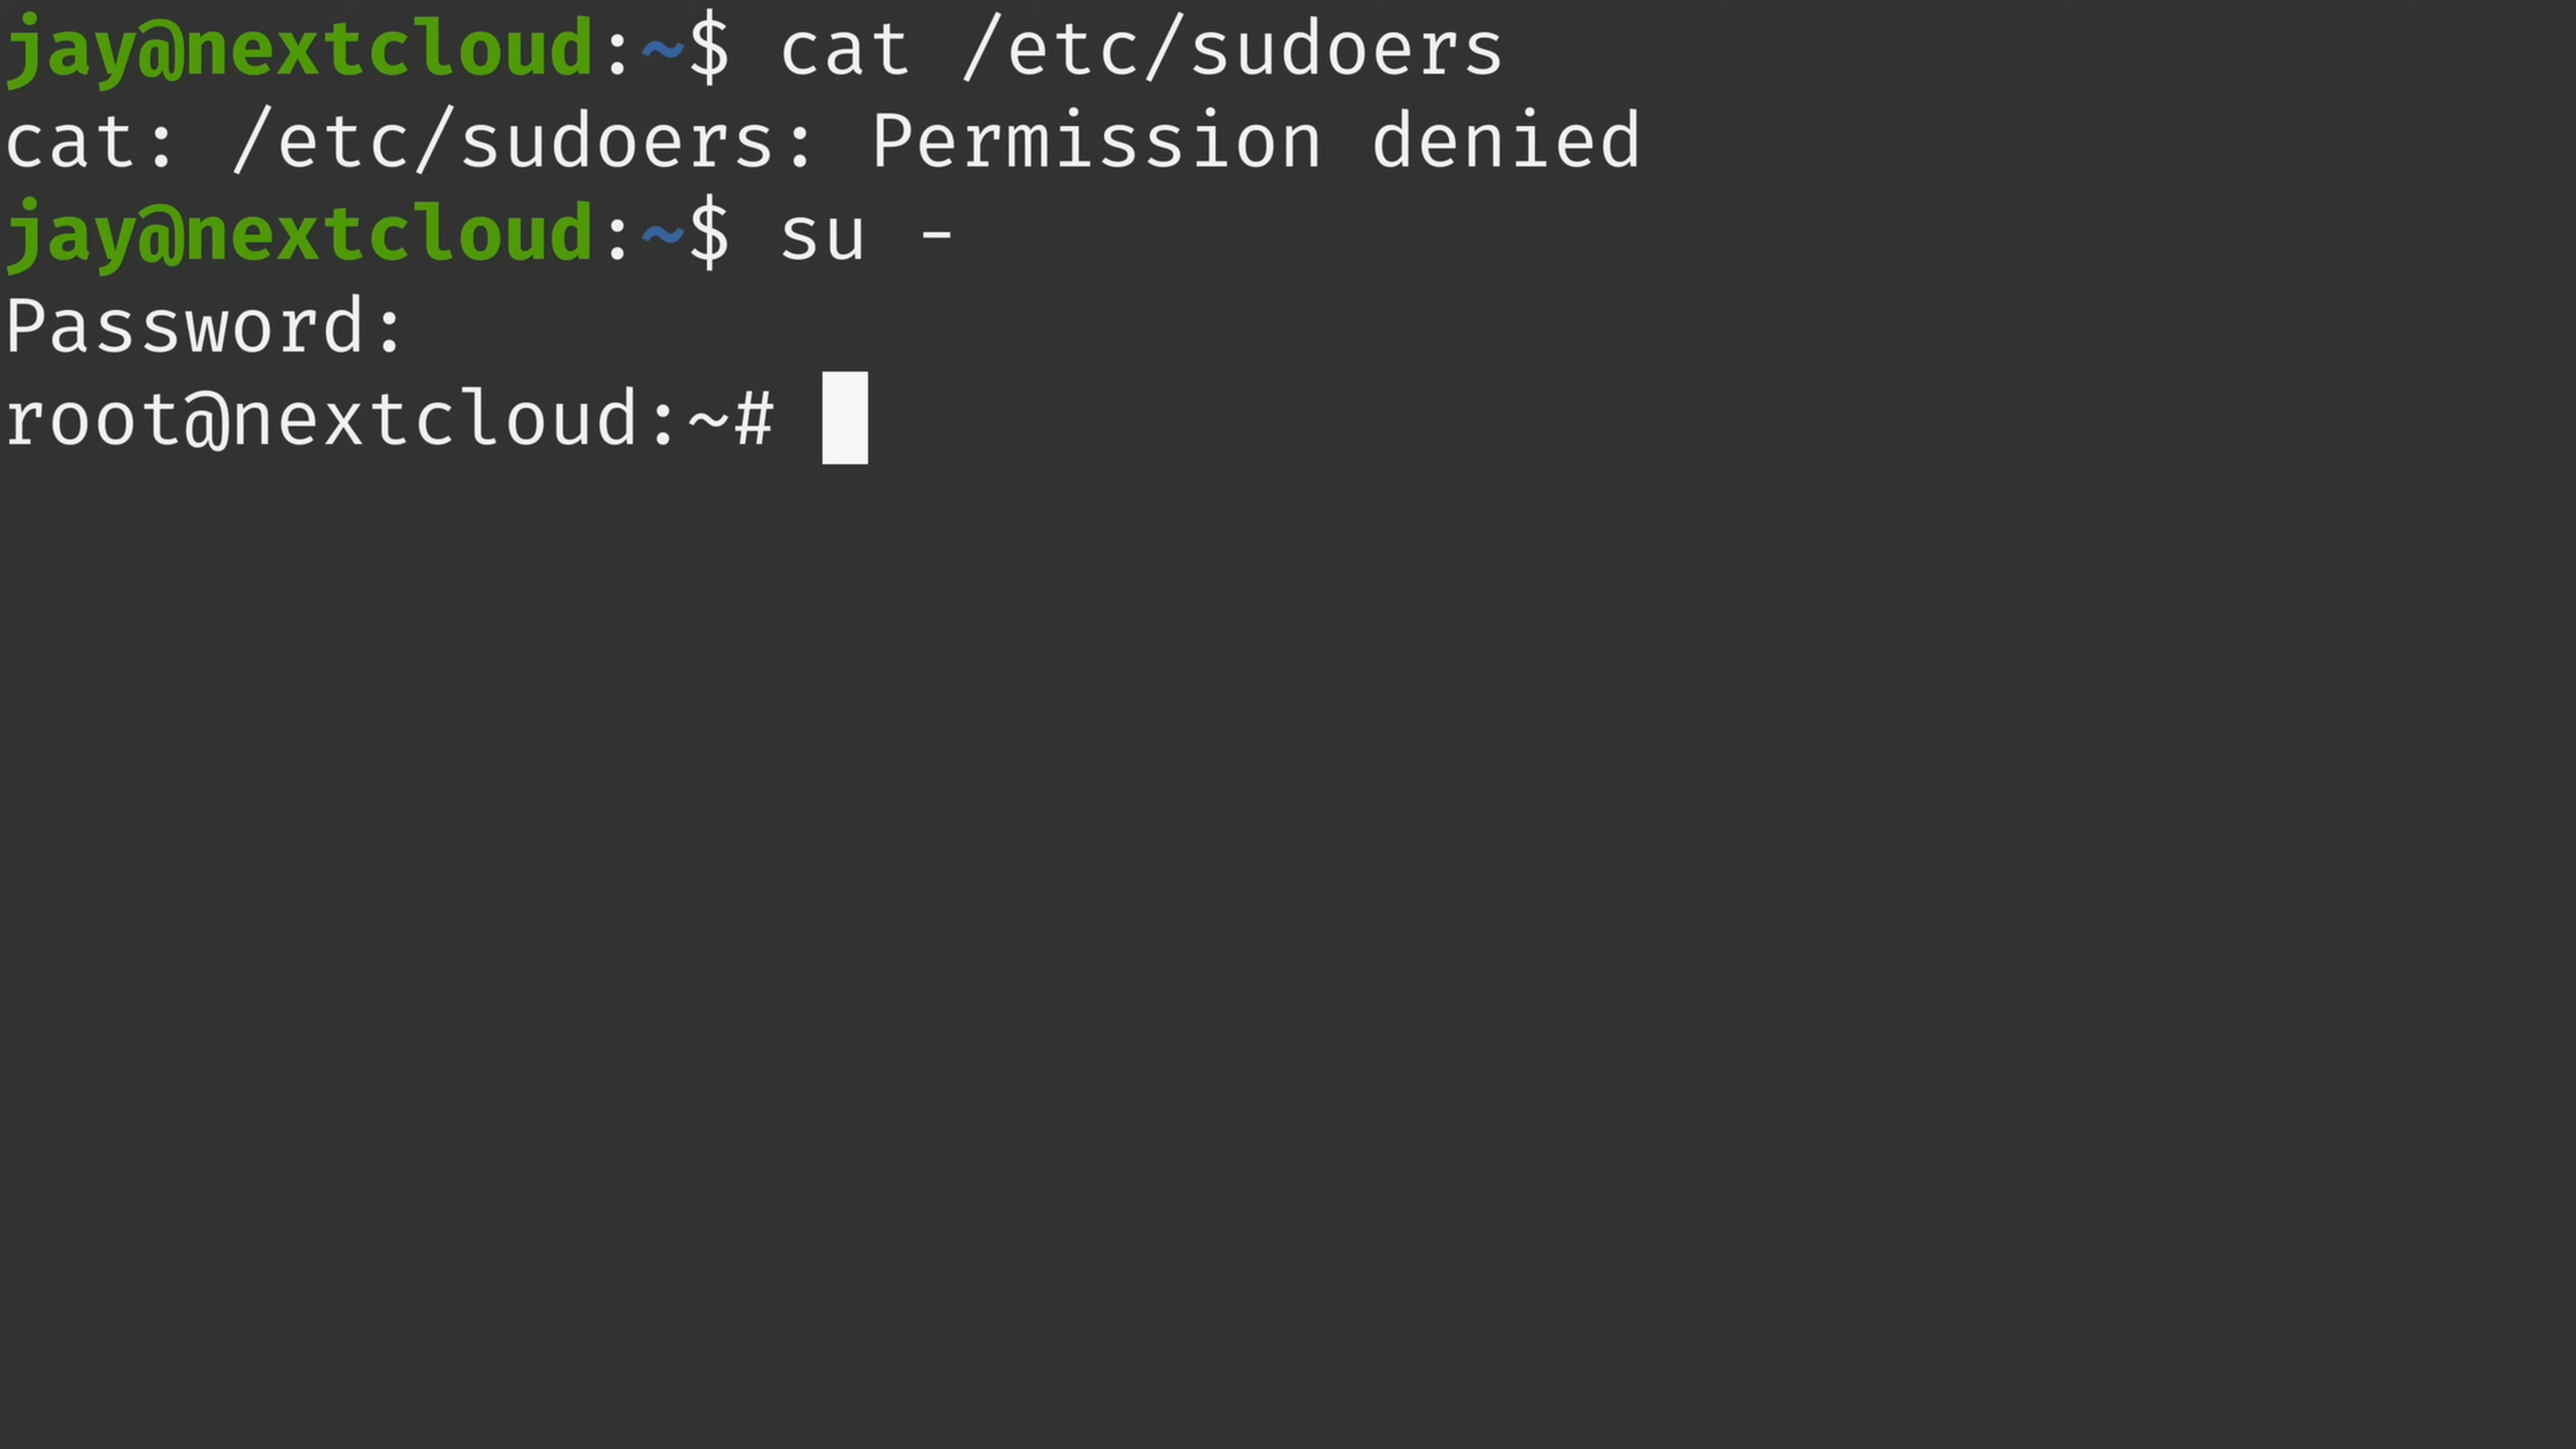 jay@nextcloud:~$ cat /etc/sudoers
cat: /etc/sudoers: Permission denied
jay@nextcloud:~$ su -
Password:
root@nextcloud:~#